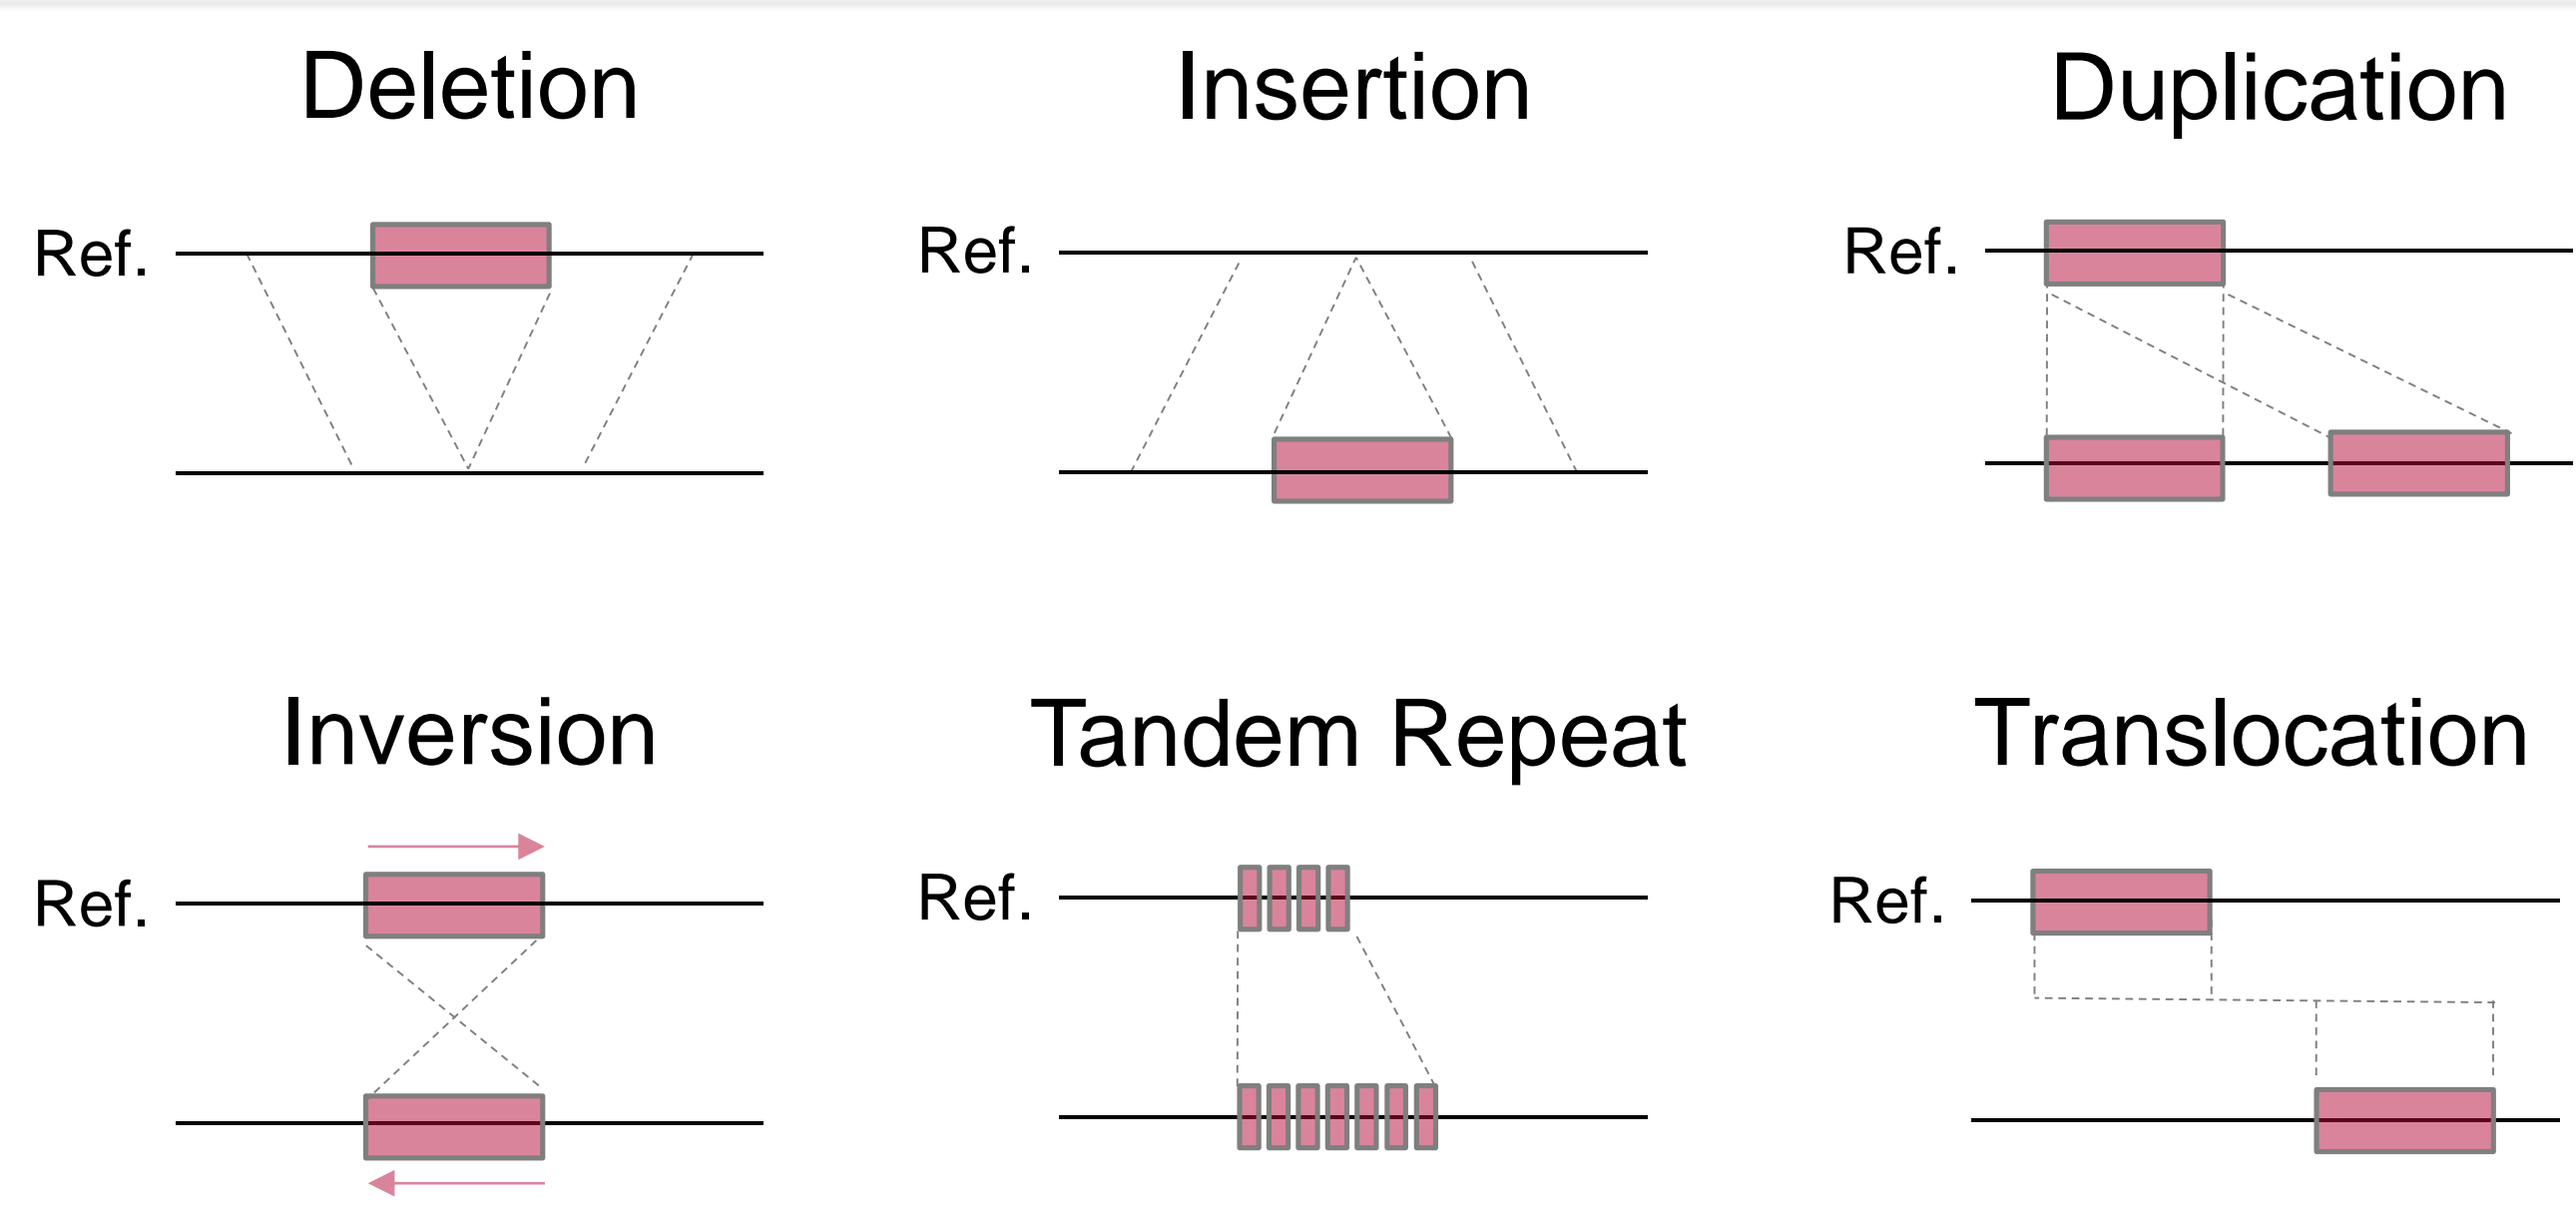 Deletion
Insertion
Duplication
Ref.
Ref.
Ref.
Inversion
Tandem Repeat
Translocation
Ref.
Ref.
Ref.